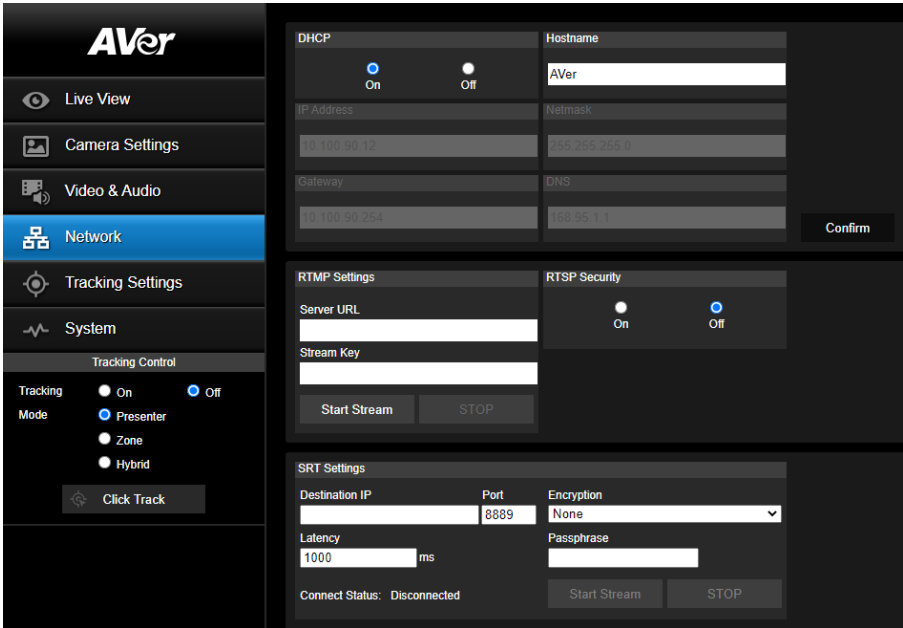 AVer
Live View
Camera Settings
Video & Audio
Network
Tracking Settings
System
Tracking Control
Tracking On Off
Mode Presenter
Zone
Hybrid
Click Track
DHCP Hostname
On Off AVer
IP Address Netmask
10.100.90.12 255.255.255.0
Gateway DNS
10.100.90.254 168.95.1.1
Confirm
RTMP Settings RTSP Security
Server URL
On Off
Stream Key
Start Stream STOP
SRT Settings
Destination IP Port Encryption
8889 None
Latency Passphrase
1000 ms
Connect Status: Disconnected Start Stream STOP